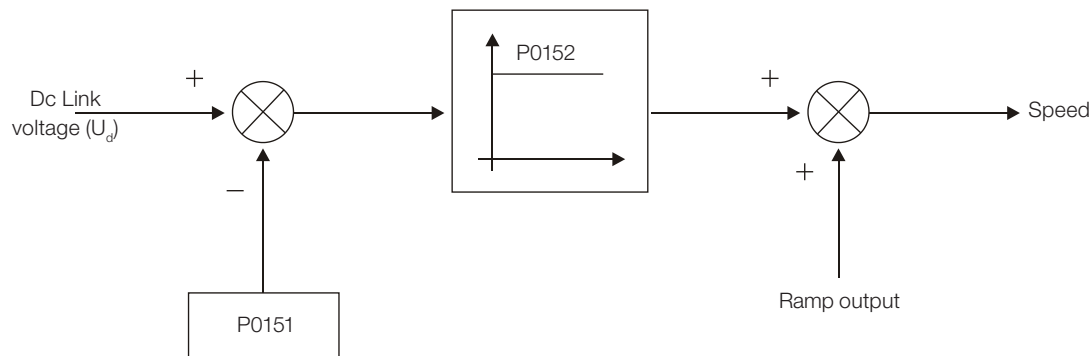 P0152
+
+
Dc Link
voltage (Ud)
Speed
−
+
Ramp output
P0151